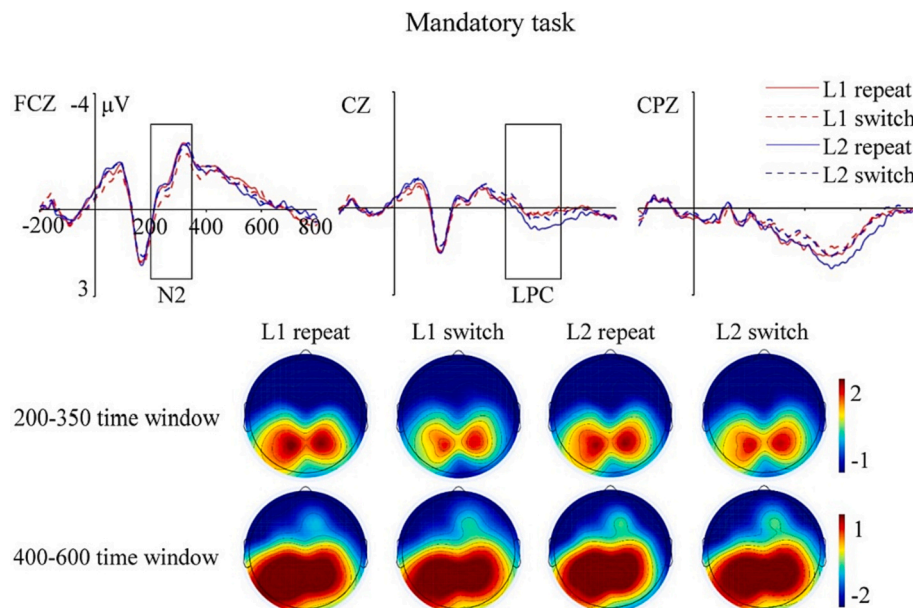 Mandatory task
FCZ -4 μV CZ CPZ
L1 repeat
L1 switch
L2 repeat
L2 switch
-200 200 400 600 800
3 N2 LPC
L1 repeat L1 switch L2 repeat L2 switch
200-350 time window
2
-1
400-600 time window
1
-2